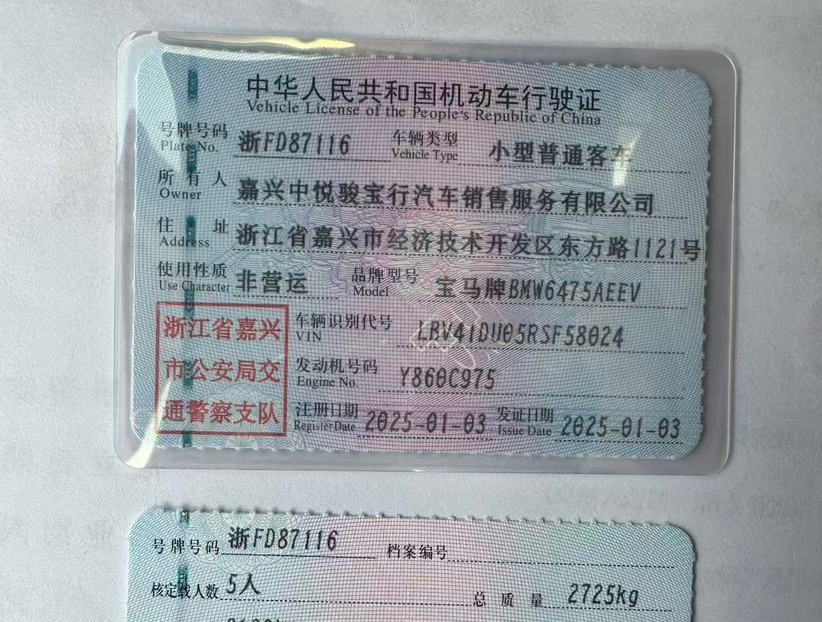 中华人民共和国机动车行驶证
Vehicle License of the People's Republic of China
号牌号码 浙FD87116 车辆类型 小型普通客车
Plate No. Vehicle Type
所有人 嘉兴中悦骏宝行汽车销售服务有限公司
Owner
住址 浙江省嘉兴市经济技术开发区东方路1121号
Address
使用性质 非营运 品牌型号 宝马牌BMW6475AEEV
Use Character Model
浙江省嘉兴
市公安局交
通警察支队
车辆识别代号 LBV41DU05RSF58024
VIN
发动机号码 Y860C975
Engine No.
注册日期 2025-01-03 发证日期 2025-01-03
Register Date Issue Date
号牌号码 浙FD87116 档案编号
核定载人数 5人 总质量 2725kg